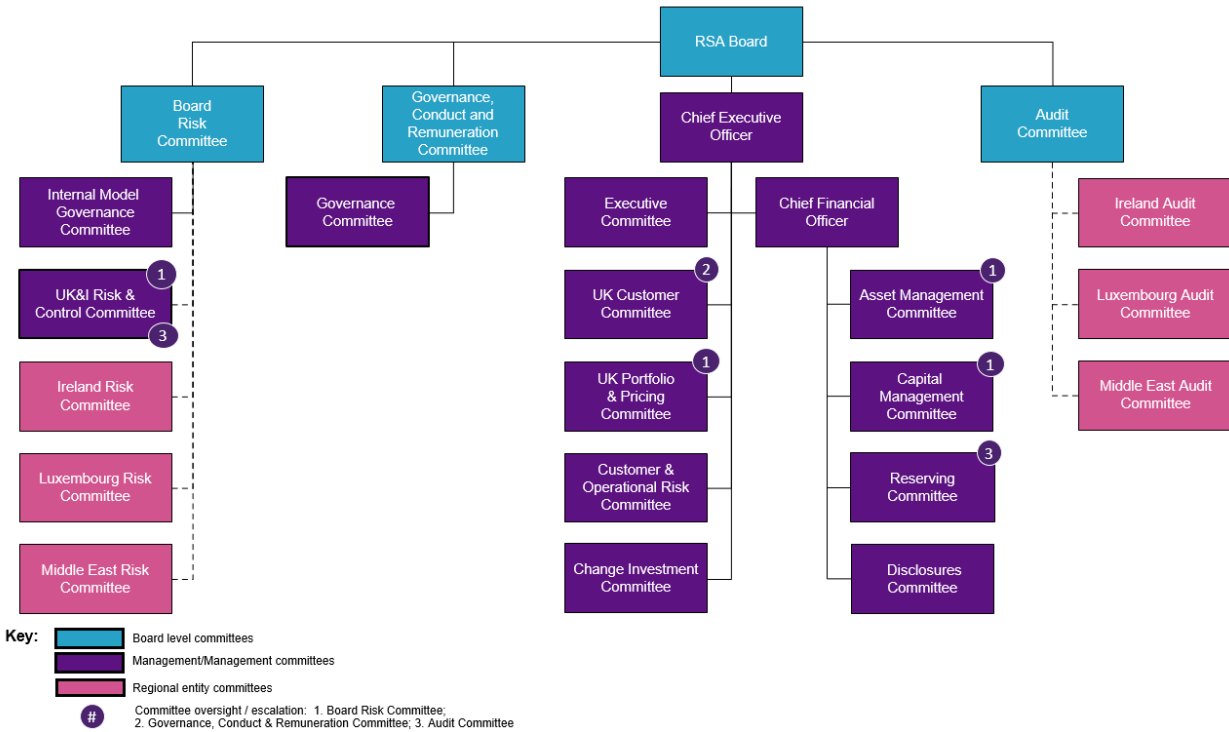 RSA Board
Board
Risk
Committee
Governance,
Conduct and
Remuneration
Committee
Chief Executive
Officer
Audit
Committee
Internal Model
Governance
Committee
Governance
Committee
Executive
Committee
Chief Financial
Officer
Ireland Audit
Committee
1
UK&I Risk &
Control Committee
3
2
UK Customer
Committee
1
Asset Management
Committee
Luxembourg Audit
Committee
Ireland Risk
Committee
1
UK Portfolio
& Pricing
Committee
1
Capital
Management
Committee
Middle East Audit
Committee
Luxembourg Risk
Committee
Customer &
Operational Risk
Committee
3
Reserving
Committee
Middle East Risk
Committee
Change Investment
Committee
Disclosures
Committee
Key:
Board level committees
Management/Management committees
Regional entity committees
#
Committee oversight / escalation: 1. Board Risk Committee;
2. Governance, Conduct & Remuneration Committee; 3. Audit Committee